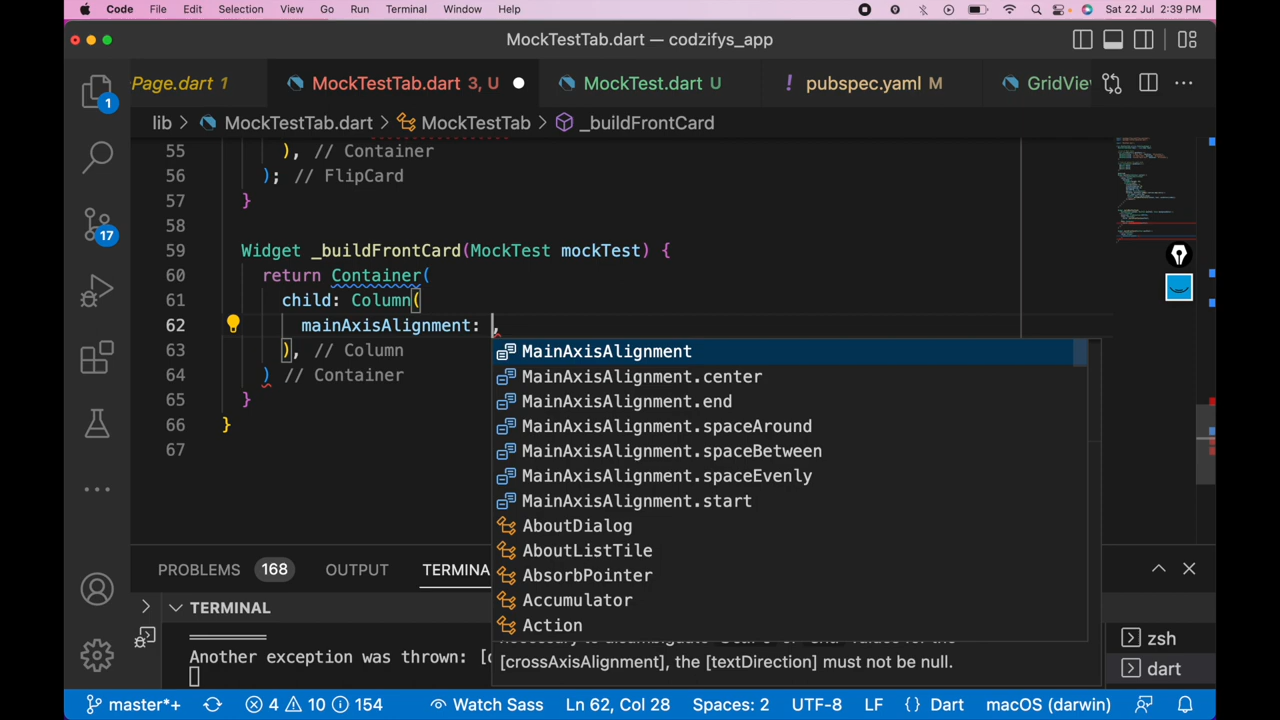 Code File Edit Selection View Go Run Terminal Window Help Sat 22 Jul 2:39 PM
MockTestTab.dart — codzifys_app
Page.dart 1 MockTestTab.dart 3, U MockTest.dart U ! pubspec.yaml M GridView
lib > MockTestTab.dart > MockTestTab > _buildFrontCard
55 ), // Container
56 ); // FlipCard
57 }
58
59 Widget _buildFrontCard(MockTest mockTest) {
60 return Container(
61 child: Column(
62 mainAxisAlignment: ,
63 ), // Column
64 ) // Container
65 }
66 }
67
1
17
MainAxisAlignment
MainAxisAlignment.center
MainAxisAlignment.end
MainAxisAlignment.spaceAround
MainAxisAlignment.spaceBetween
MainAxisAlignment.spaceEvenly
MainAxisAlignment.start
AboutDialog
AboutListTile
AbsorbPointer
Accumulator
Action
PROBLEMS 168 OUTPUT TERMINA
TERMINAL
Another exception was thrown: [
[crossAxisAlignment], the [textDirection] must not be null.
zsh
dart
master*+ 4 10 154 Watch Sass Ln 62, Col 28 Spaces: 2 UTF-8 LF {} Dart macOS (darwin)